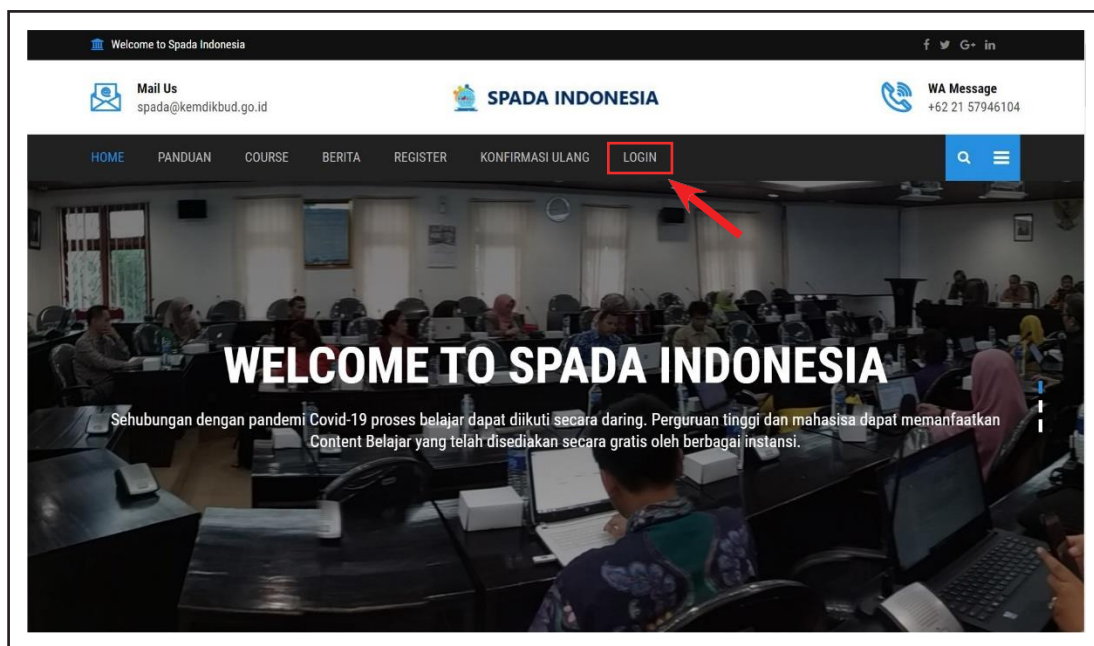 Welcome to Spada Indonesia
f G+ in
Mail Us
spada@kemdikbud.go.id
SPADA INDONESIA
WA Message
+62 21 57946104
HOME PANDUAN COURSE BERITA REGISTER KONFIRMASI ULANG LOGIN
WELCOME TO SPADA INDONESIA
Sehubungan dengan pandemi Covid-19 proses belajar dapat diikuti secara daring. Perguruan tinggi dan mahasisa dapat memanfaatkan
Content Belajar yang telah disediakan secara gratis oleh berbagai instansi.